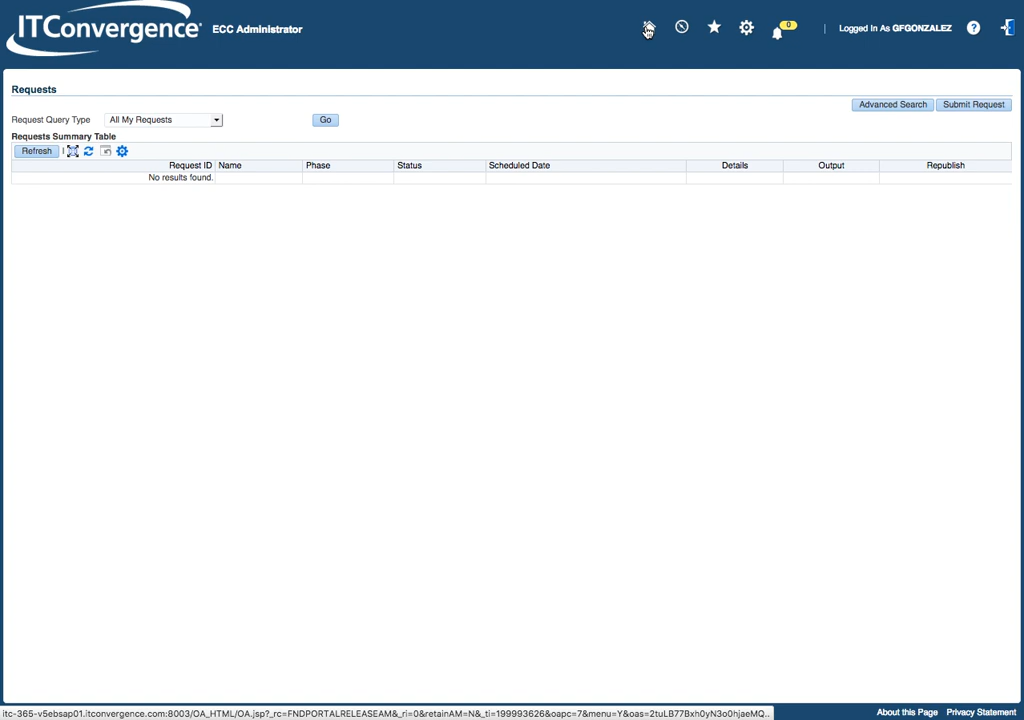 ITConvergence® ECC Administrator 0 | Logged In As GFGONZALEZ ?
Requests
Advanced Search Submit Request
Request Query Type All My Requests Go
Requests Summary Table
Refresh
Request ID Name Phase Status Scheduled Date Details Output Republish
No results found.
About this Page Privacy Statement
itc-365-v5ebsap01.itconvergence.com:8003/OA_HTML/OA.jsp?_rc=FNDPORTALRELEASEAM&_ri=0&retainAM=N&_ti=199993626&oapc=7&menu=Y&oas=2tuLB77Bxh0yN3o0hjaeMQ..